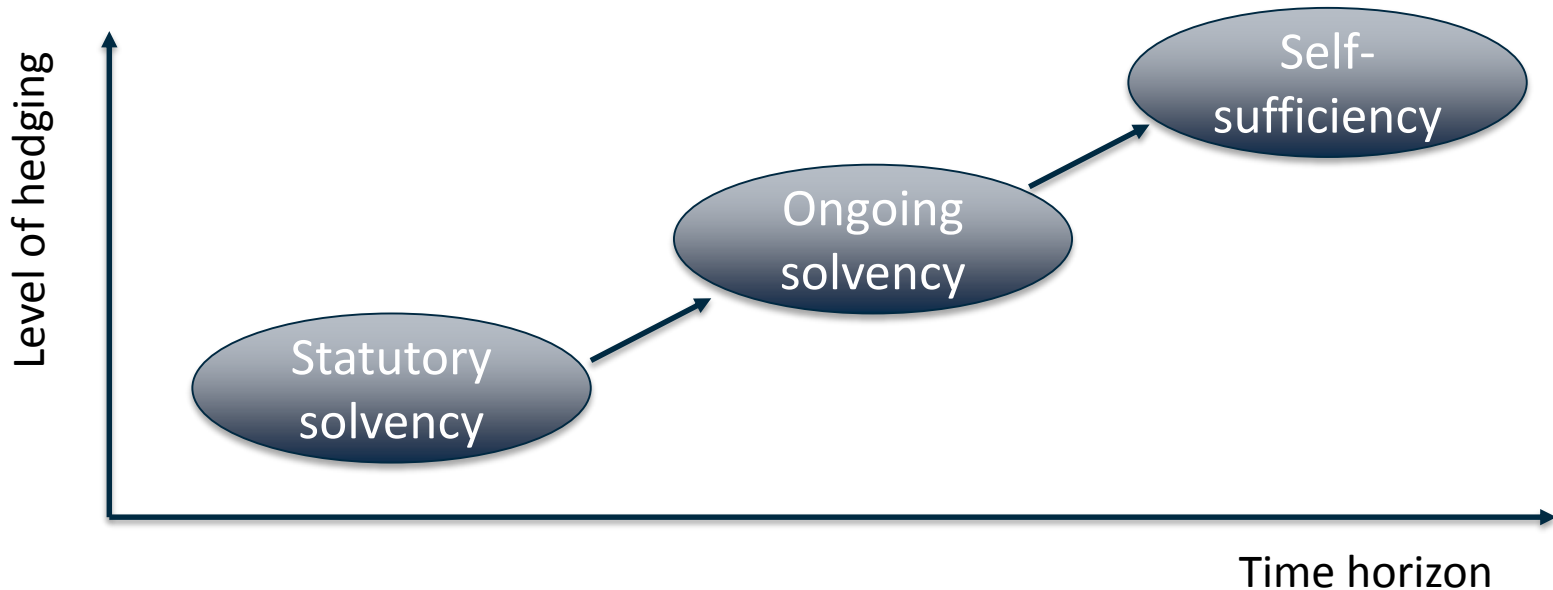 Level of hedging
Self-
sufficiency
Ongoing
solvency
Statutory
solvency
Time horizon